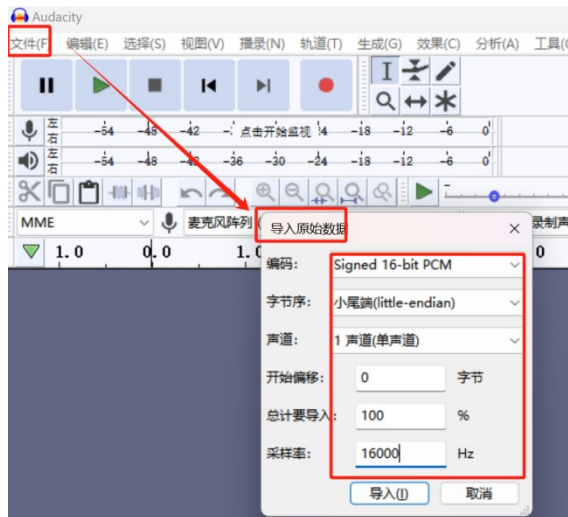 Audacity
文件(F) 编辑(E) 选择(S) 视图(V) 播录(N) 轨道(T) 生成(G) 效果(C) 分析(A) 工具(
左 右 -54 -48 -42 - 点击开始监视 !4 -18 -12 -6 0
左 右 -54 -48 -42 -36 -30 -24 -18 -12 -6 0
MME 麦克风阵列 ( 录制声
1.0 0.0 1.0 0
导入原始数据
编码: Signed 16-bit PCM
字节序: 小尾端(little-endian)
声道: 1 声道(单声道)
开始偏移: 0 字节
总计要导入: 100 %
采样率: 16000 Hz
导入(I) 取消